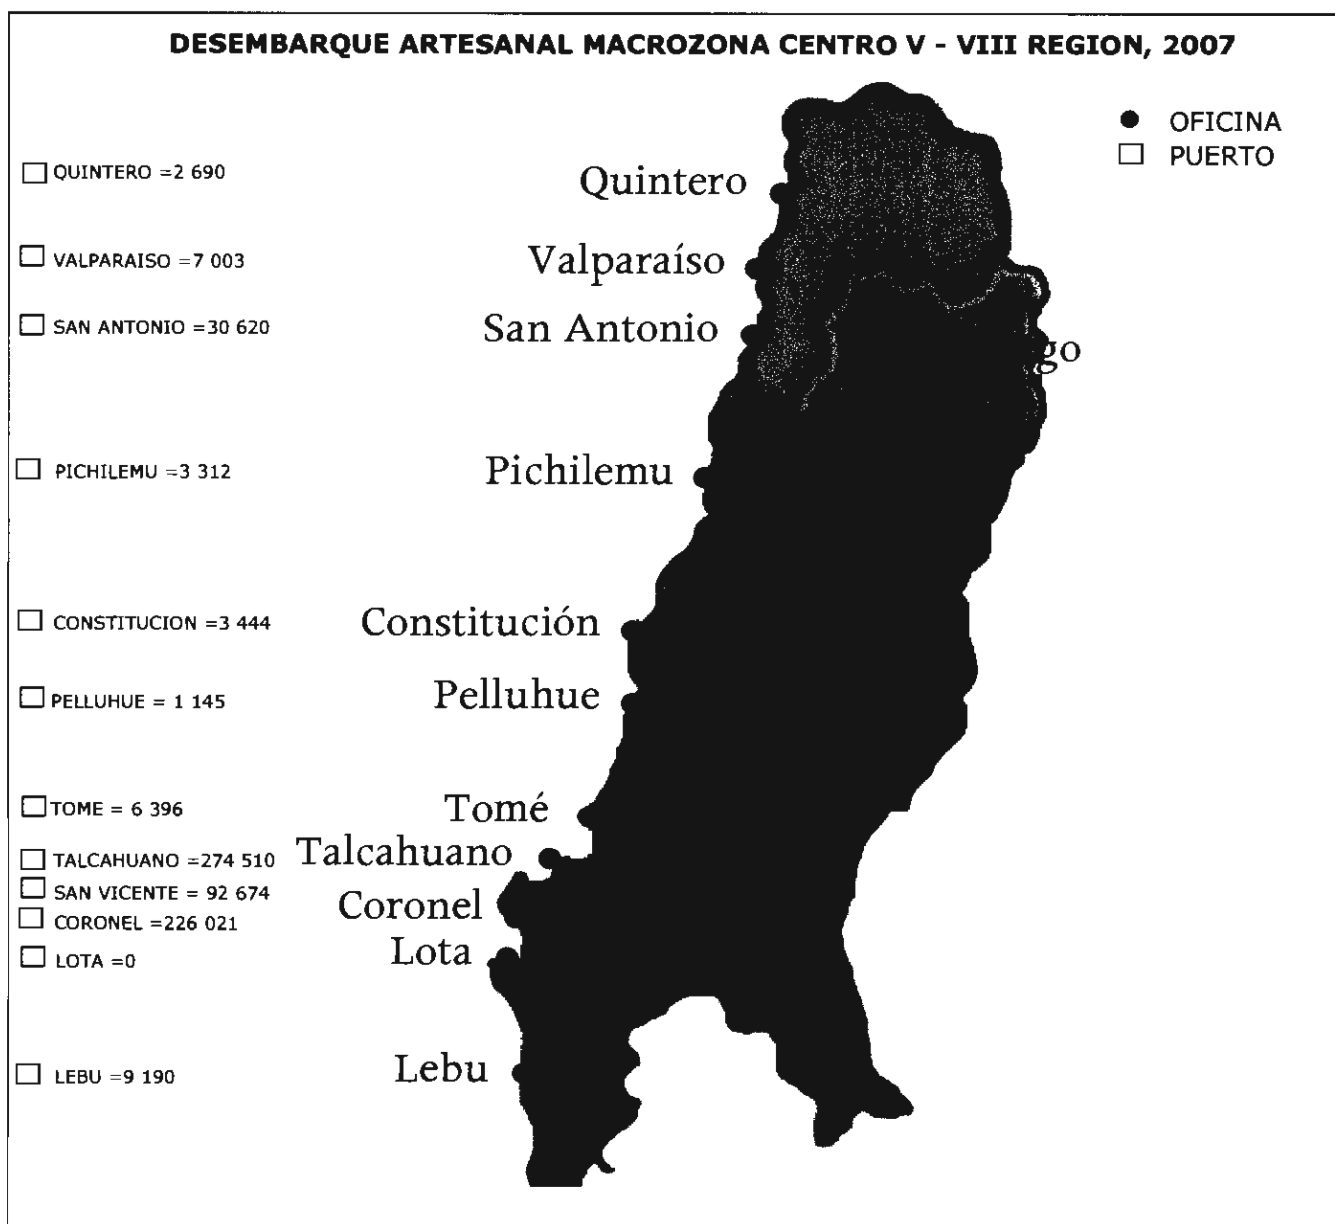 DESEMBARQUE ARTESANAL MACROZONA CENTRO V - VIII REGION, 2007
OFICINA
PUERTO
QUINTERO =2 690
Quintero
VALPARAISO =7 003
Valparaíso
SAN ANTONIO =30 620
San Antonio
go
PICHILEMU =3 312
Pichilemu
CONSTITUCION =3 444
Constitución
PELLUHUE = 1 145
Pelluhue
TOME = 6 396
Tomé
TALCAHUANO =274 510
Talcahuano
SAN VICENTE = 92 674
CORONEL =226 021
Coronel
LOTA =0
Lota
LEBU =9 190
Lebu